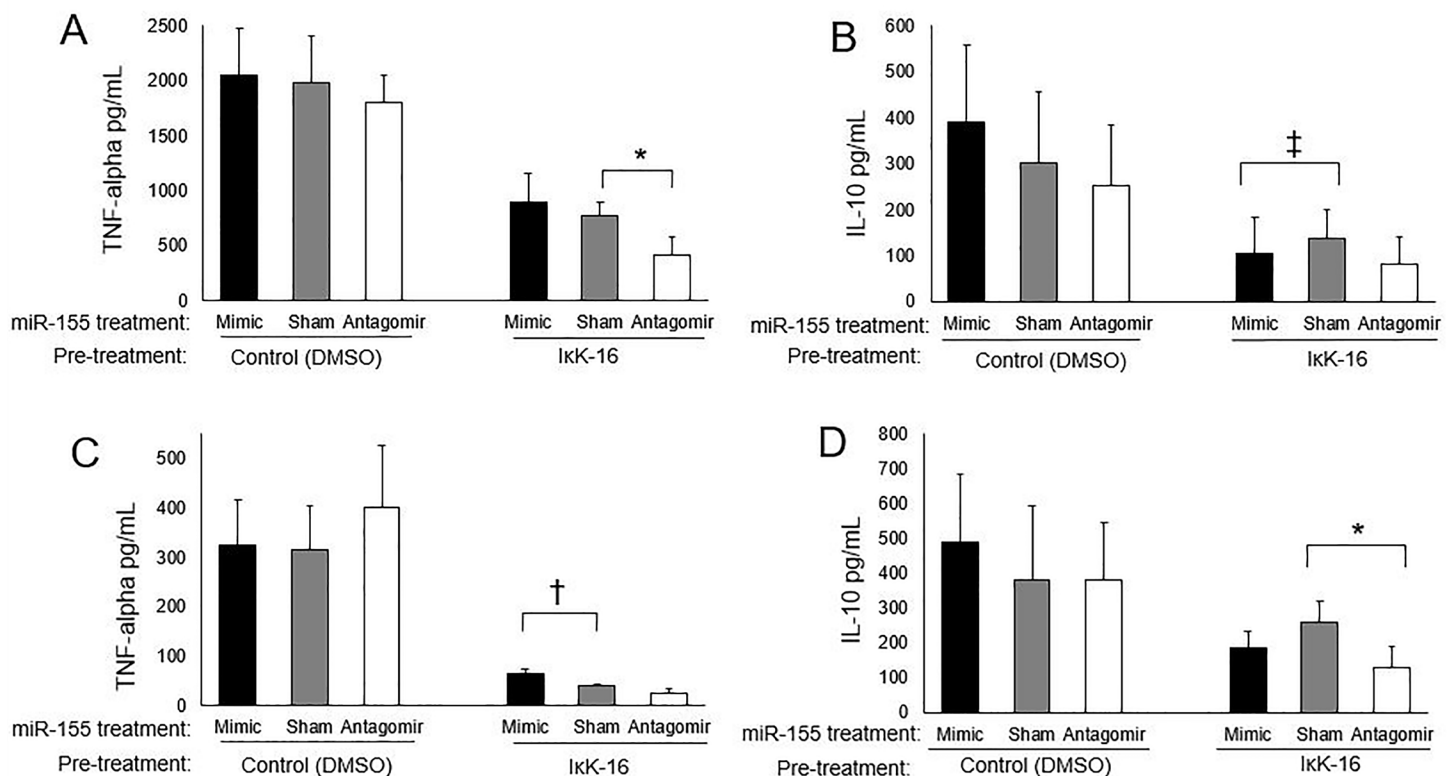 A
TNF-alpha pg/mL
2500
2000
1500
1000
500
0
*
miR-155 treatment: Mimic Sham Antagomir Mimic Sham Antagomir
Pre-treatment: Control (DMSO) IκK-16
B
IL-10 pg/mL
600
500
400
300
200
100
0
‡
miR-155 treatment: Mimic Sham Antagomir Mimic Sham Antagomir
Pre-treatment: Control (DMSO) IκK-16
C
TNF-alpha pg/mL
500
400
300
200
100
0
†
miR-155 treatment: Mimic Sham Antagomir Mimic Sham Antagomir
Pre-treatment: Control (DMSO) IκK-16
D
IL-10 pg/mL
800
700
600
500
400
300
200
100
0
*
miR-155 treatment: Mimic Sham Antagomir Mimic Sham Antagomir
Pre-treatment: Control (DMSO) IκK-16